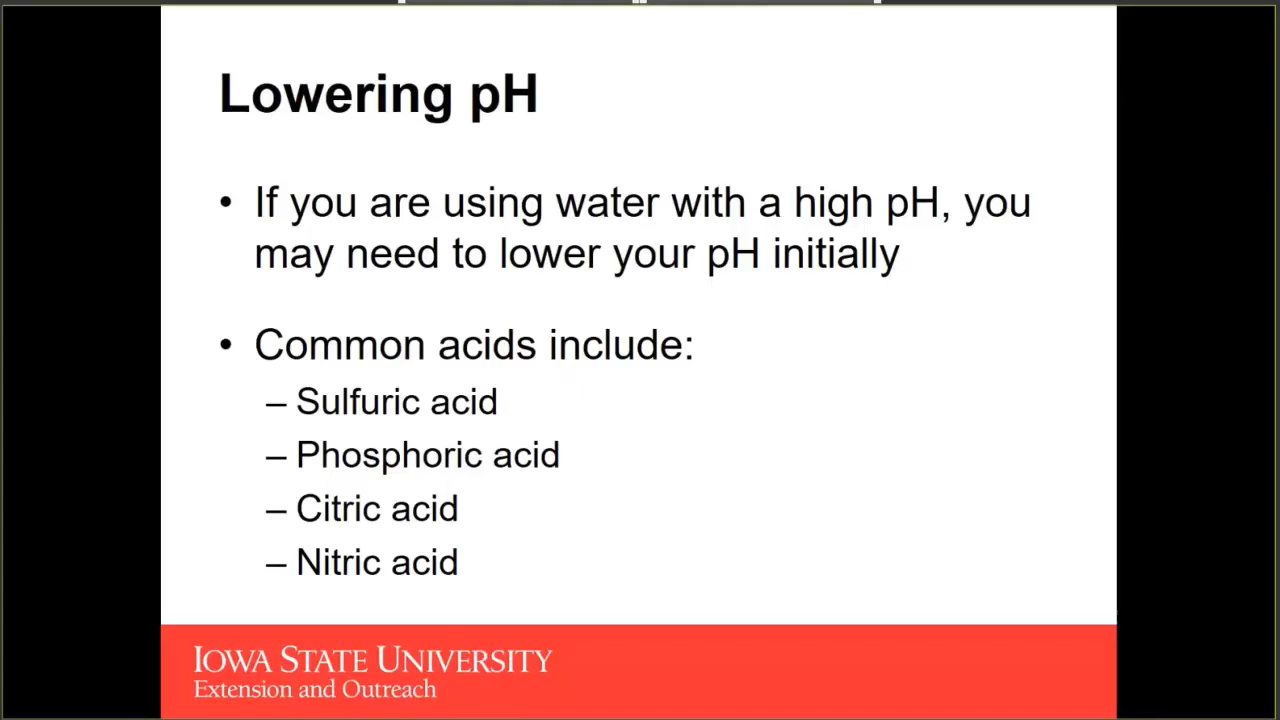 Lowering pH
• If you are using water with a high pH, you
may need to lower your pH initially
• Common acids include:
– Sulfuric acid
– Phosphoric acid
– Citric acid
– Nitric acid
IOWA STATE UNIVERSITY
Extension and Outreach